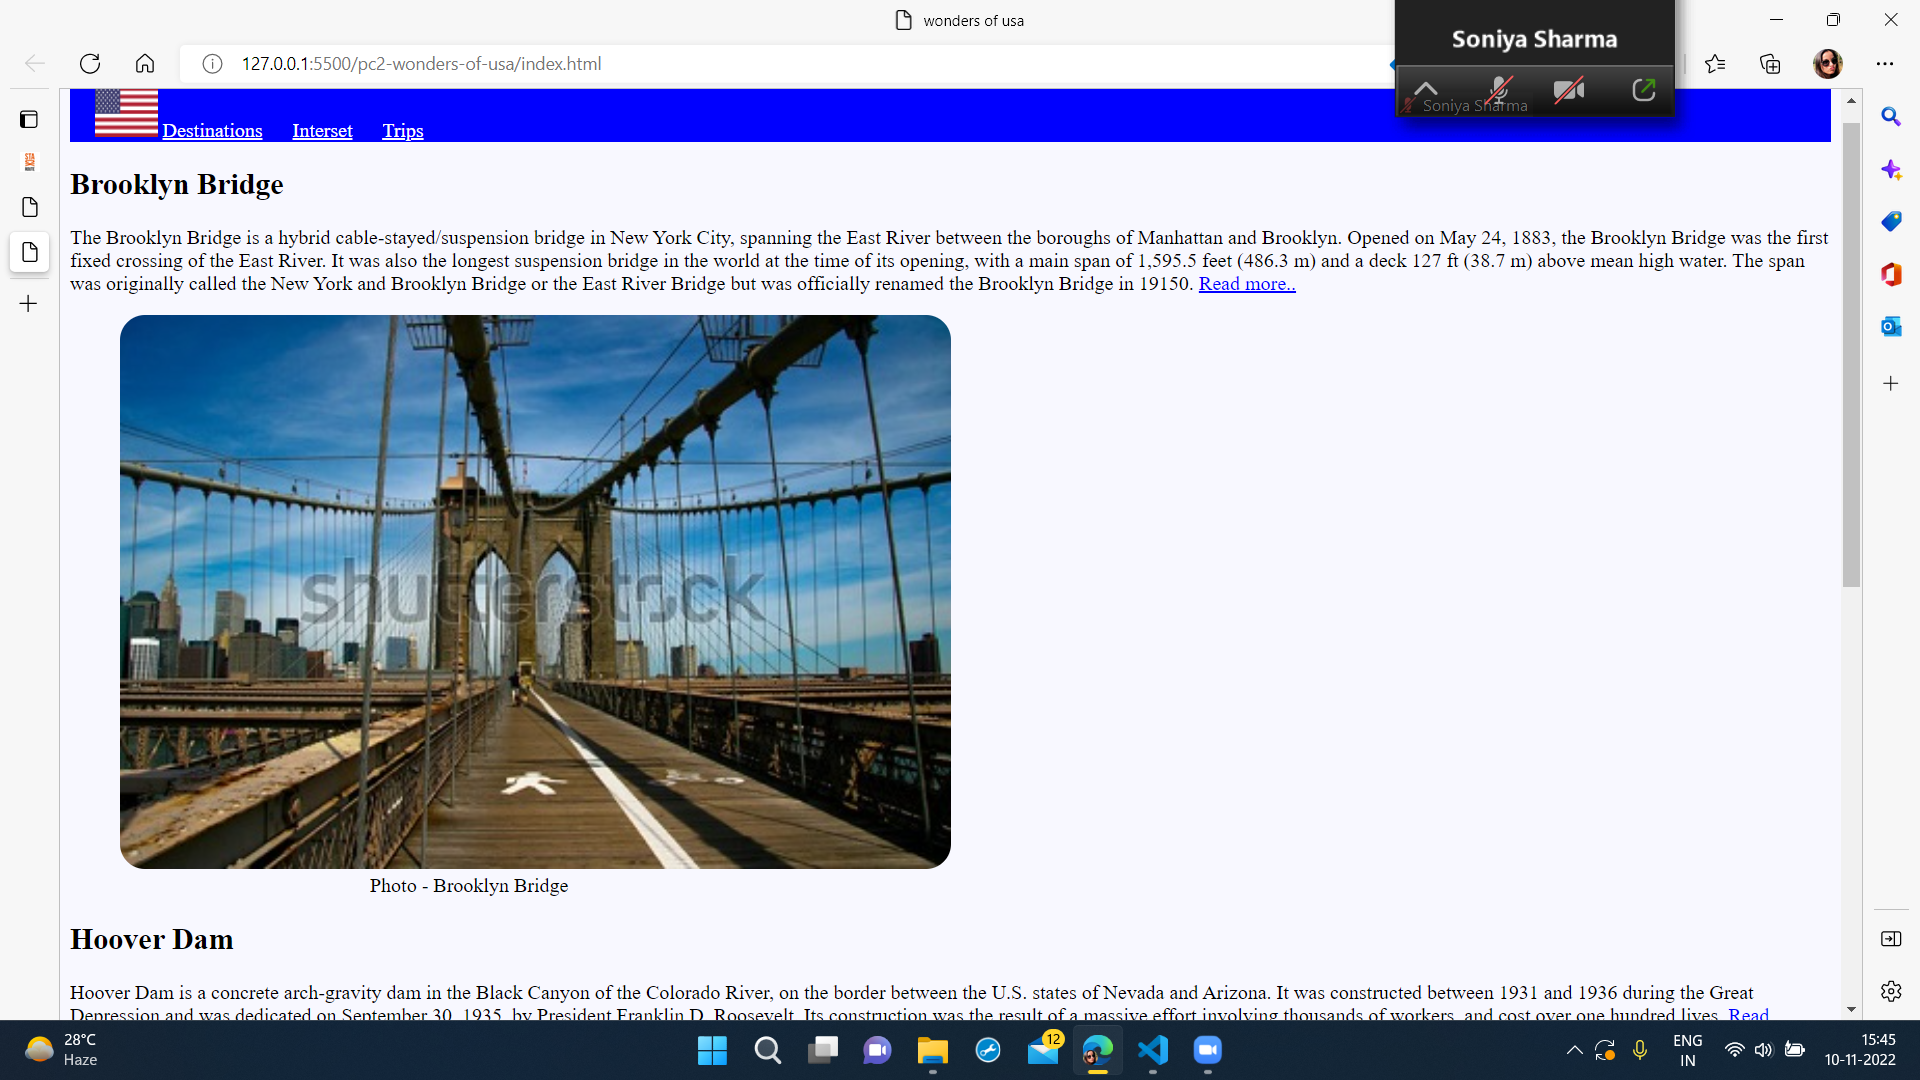 wonders of usa
Soniya Sharma
127.0.0.1:5500/pc2-wonders-of-usa/index.html
Soniya Sharma
Destinations Interset Trips
Brooklyn Bridge
The Brooklyn Bridge is a hybrid cable-stayed/suspension bridge in New York City, spanning the East River between the boroughs of Manhattan and Brooklyn. Opened on May 24, 1883, the Brooklyn Bridge was the first
fixed crossing of the East River. It was also the longest suspension bridge in the world at the time of its opening, with a main span of 1,595.5 feet (486.3 m) and a deck 127 ft (38.7 m) above mean high water. The span
was originally called the New York and Brooklyn Bridge or the East River Bridge but was officially renamed the Brooklyn Bridge in 19150. Read more..
shutterstock
Photo - Brooklyn Bridge
Hoover Dam
Hoover Dam is a concrete arch-gravity dam in the Black Canyon of the Colorado River, on the border between the U.S. states of Nevada and Arizona. It was constructed between 1931 and 1936 during the Great
Depression and was dedicated on September 30, 1935, by President Franklin D. Roosevelt. Its construction was the result of a massive effort involving thousands of workers, and cost over one hundred lives. Read
28°C
Haze
12
ENG
IN
15:45
10-11-2022